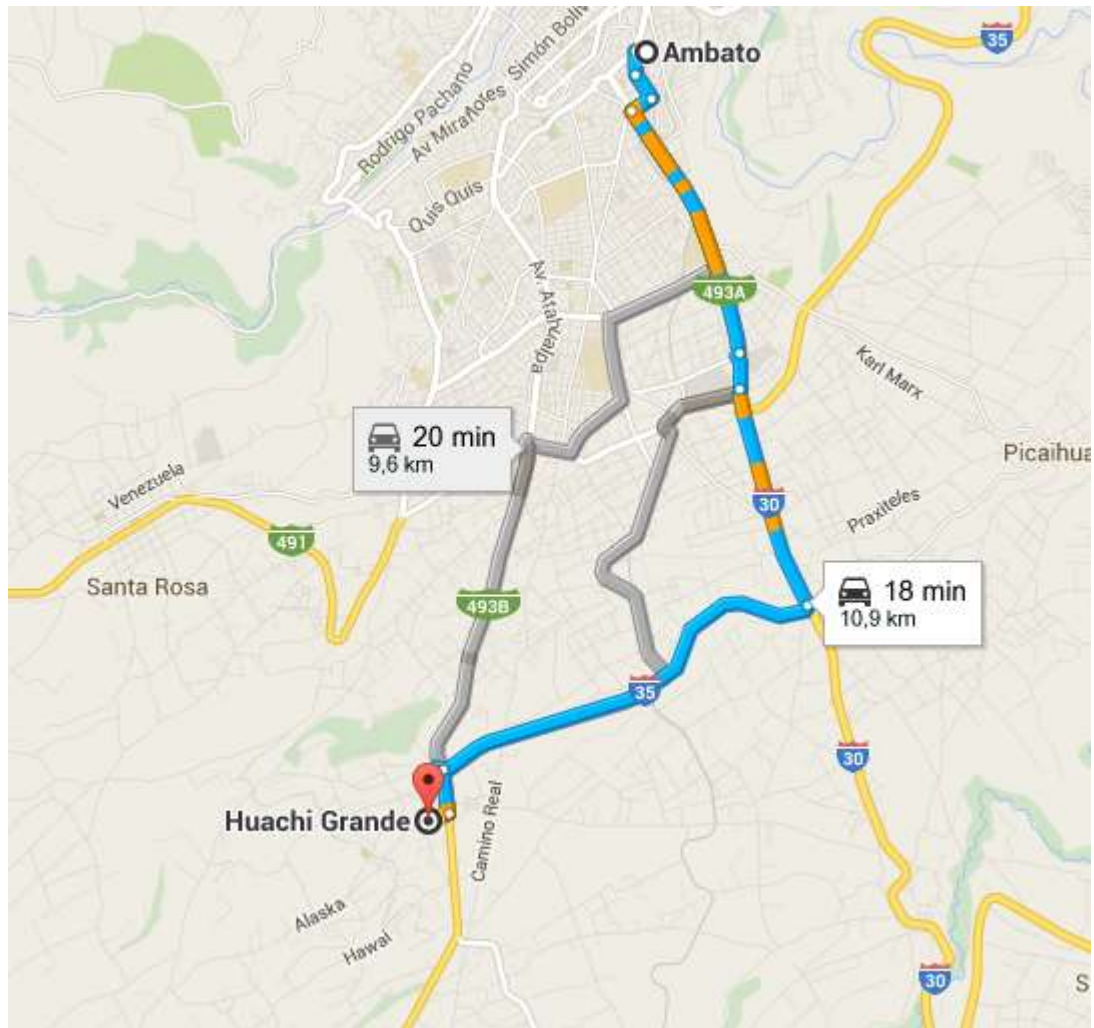 35
Ambato
Simón Bolív
Rodrigo Pachano
Av Miraflores
Quis Quis
Av. Atahualpa
493A
Karl Marx
20 min
9,6 km
Picaihua
Venezuela
30
Praxiteles
491
Santa Rosa
493B
18 min
10,9 km
35
30
Huachi Grande
Camino Real
Alaska
Hawai
30
S